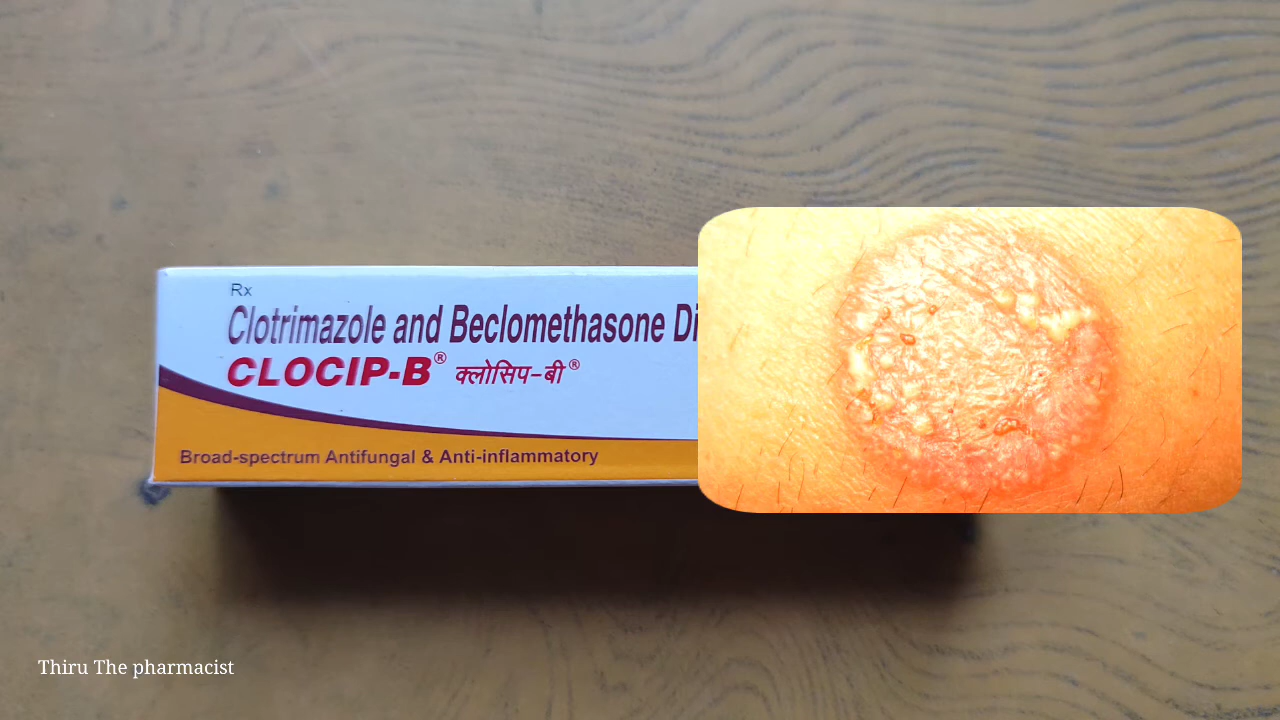 Rx
Clotrimazole and Beclomethasone Di
CLOCIP-B® क्लोसिप-बी®
Broad-spectrum Antifungal & Anti-inflammatory
Thiru The pharmacist